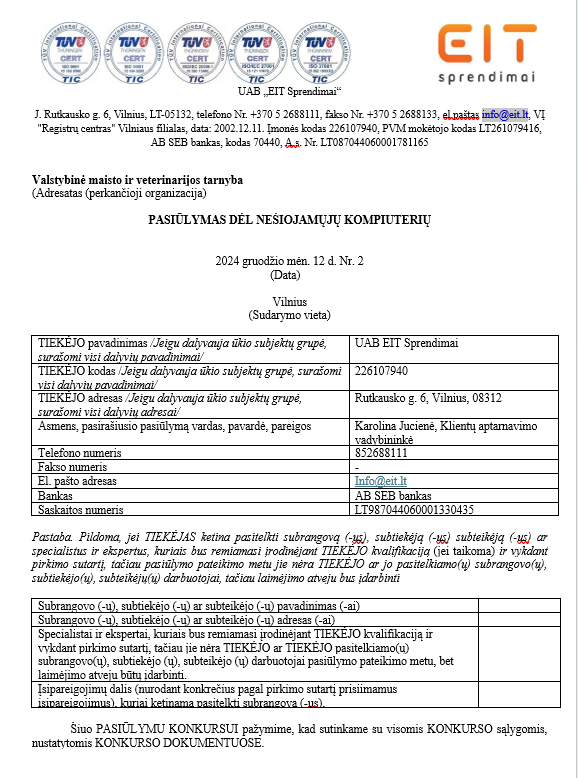 EIT
sprendimai
UAB „EIT Sprendimai“
J. Rutkausko g. 6, Vilnius, LT-05132, telefono Nr. +370 5 2688111, fakso Nr. +370 5 2688133, el.paštas info@eit.lt, VĮ
"Registrų centras" Vilniaus filialas, data: 2002.12.11. Įmonės kodas 226107940, PVM mokėtojo kodas LT261079416,
AB SEB bankas, kodas 70440, A.s. Nr. LT087044060001781165
Valstybinė maisto ir veterinarijos tarnyba
(Adresatas (perkančioji organizacija)
PASIŪLYMAS DĖL NEŠIOJAMŲJŲ KOMPIUTERIŲ
2024 gruodžio mėn. 12 d. Nr. 2
(Data)
Vilnius
(Sudarymo vieta)
TIEKĖJO pavadinimas /Jeigu dalyvauja ūkio subjektų grupė,
surašomi visi dalyvių pavadinimai/
UAB EIT Sprendimai
TIEKĖJO kodas /Jeigu dalyvauja ūkio subjektų grupė, surašomi
visi dalyvių pavadinimai/
226107940
TIEKĖJO adresas /Jeigu dalyvauja ūkio subjektų grupė,
surašomi visi dalyvių adresai/
Rutkausko g. 6, Vilnius, 08312
Asmens, pasirašiusio pasiūlymą vardas, pavardė, pareigos
Karolina Jucienė, Klientų aptarnavimo
vadybininkė
Telefono numeris
852688111
Fakso numeris
-
El. pašto adresas
Info@eit.lt
Bankas
AB SEB bankas
Sąskaitos numeris
LT987044060001330435
Pastaba. Pildoma, jei TIEKĖJAS ketina pasitelkti subrangovą (-us), subtiekėją (-us) subteikėją (-us) ar
specialistus ir ekspertus, kuriais bus remiamasi įrodinėjant TIEKĖJO kvalifikaciją (jei taikoma) ir vykdant
pirkimo sutartį, tačiau pasiūlymo pateikimo metu jie nėra TIEKĖJO ar jo pasitelkiamo(ų) subrangovo(ų),
subtiekėjo(ų), subteikėjų(ų) darbuotojai, tačiau laimėjimo atveju bus įdarbinti
Subrangovo (-ų), subtiekėjo (-ų) ar subteikėjo (-ų) pavadinimas (-ai)
Subrangovo (-ų), subtiekėjo (-ų) ar subteikėjo (-ų) adresas (-ai)
Specialistai ir ekspertai, kuriais bus remiamasi įrodinėjant TIEKĖJO kvalifikaciją ir
vykdant pirkimo sutartį, tačiau jie nėra TIEKĖJO ar TIEKĖJO pasitelkiamo(ų)
subrangovo(ų), subtiekėjo (ų), subteikėjo (ų) darbuotojai pasiūlymo pateikimo metu, bet
laimėjimo atveju būtų įdarbinti.
Įsipareigojimų dalis (nurodant konkrečius pagal pirkimo sutartį prisiimamus
įsipareigojimus), kuriai ketinama pasitelkti subrangovą (-us),
Šiuo PASIŪLYMU KONKURSUI pažymime, kad sutinkame su visomis KONKURSO sąlygomis,
nustatytomis KONKURSO DOKUMENTUOSE.